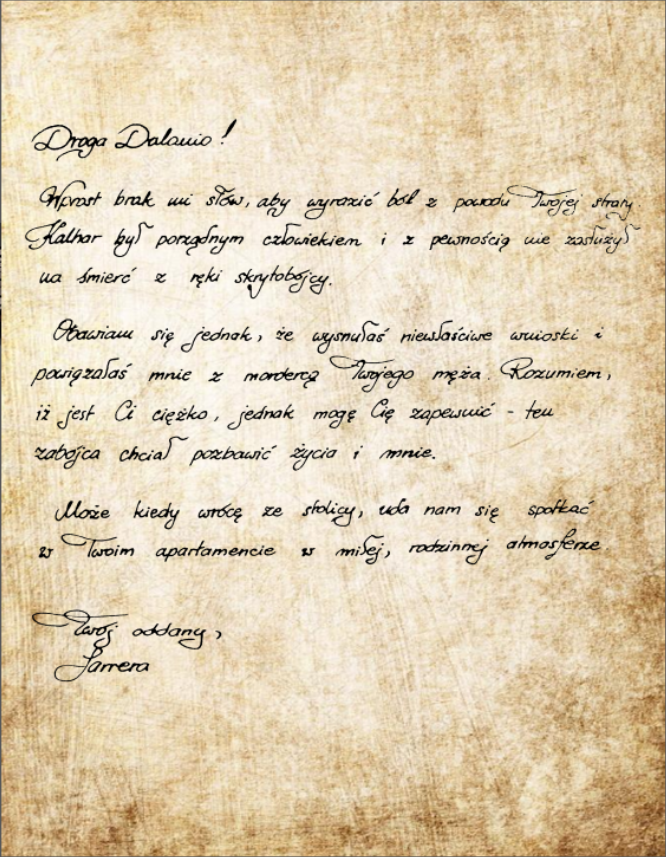 Droga Dalanio!
Wprost brak mi słów, aby wyrazić ból z powodu Twojej straty.
Kalhar był porządnym człowiekiem i z pewnością nie zasłużył
na śmierć z ręki skrytobójcy.
Obawiam się jednak, że wysnułaś niewłaściwe wnioski i
powiązałaś mnie z mordercą Twojego męża. Rozumiem,
iż jest Ci ciężko, jednak mogę Cię zapewnić - ten
zabójca chciał pozbawić życia i mnie.
Może kiedy wrócę ze stolicy, uda nam się spotkać
w Twoim apartamencie w miłej, rodzinnej atmosferze.
Twój oddany,
Jarrera